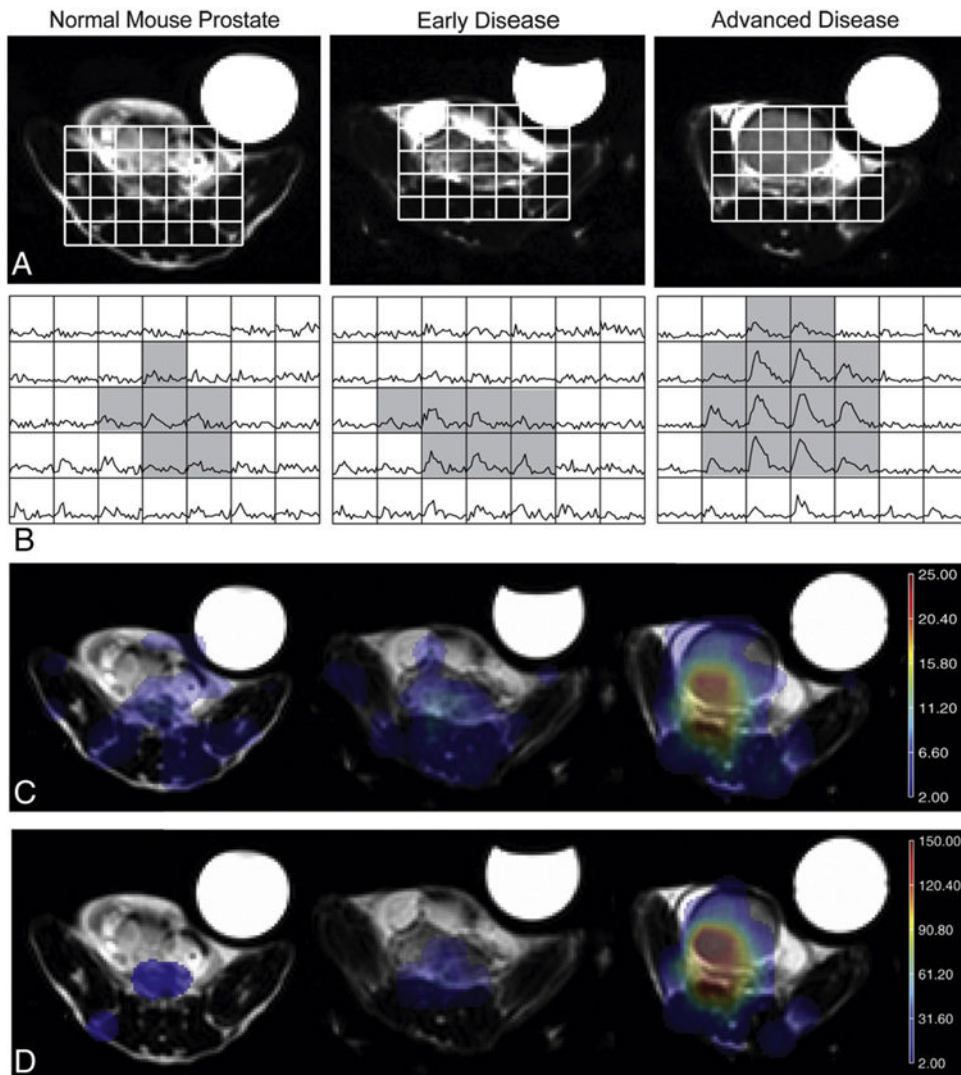 Normal Mouse Prostate
Early Disease
Advanced Disease
A
B
C
25.00
20.40
15.80
11.20
6.60
2.00
D
150.00
120.40
90.80
61.20
31.60
2.00